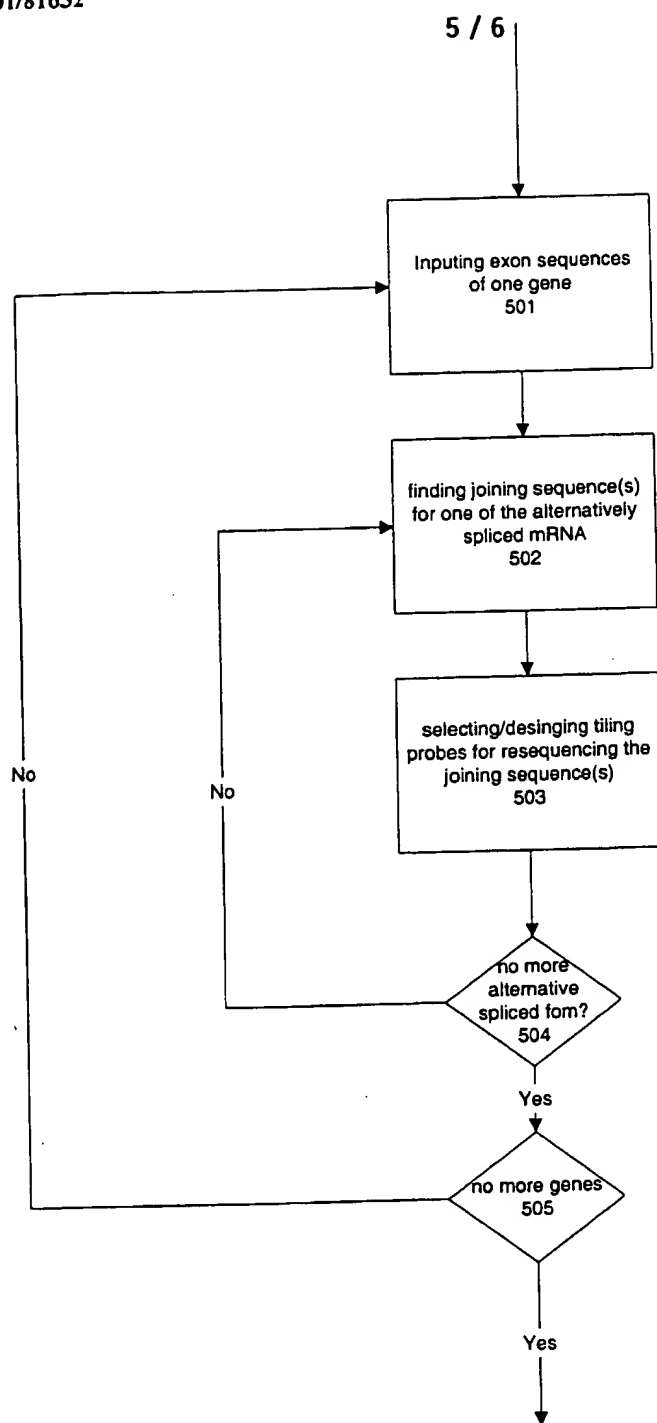 01/81632
5 / 6
Inputing exon sequences
of one gene
501
finding joining sequence(s)
for one of the alternatively
spliced mRNA
502
selecting/desinging tiling
probes for resequencing the
joining sequence(s)
503
No
No
no more
alternative
spliced fom?
504
Yes
no more genes
505
Yes